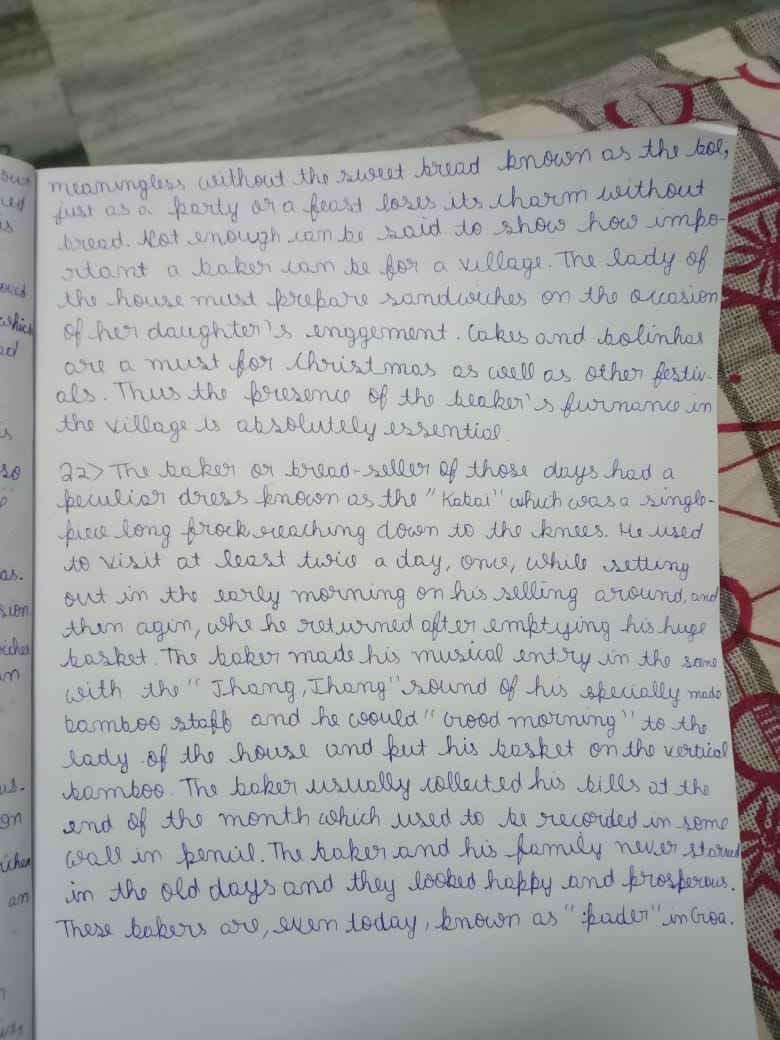 meaningless without the sweet bread known as the bol,
just as a party or a feast loses its charm without
bread. Not enough can be said to show how impo-
rtant a baker can be for a village. The lady of
the house must prepare sandwiches on the occasion
of her daughter's enggement. Cakes and bolinhas
are a must for Christmas as well as other festiv-
als. Thus the presence of the beaker's furnance in
the village is absolutely essential.
22> The baker or bread-seller of those days had a
peculiar dress known as the "Kabai" which was a single-
piece long frock reaching down to the knees. He used
to visit at least twice a day, once, while setting
out in the early morning on his selling around, and
then agin, whe he returned after emptying his huge
basket. The baker made his musical entry in the scene
with the "Jhang, Jhang" sound of his specially made
bamboo staff and he woould "Good morning" to the
lady of the house and put his basket on the vertical
bamboo. The baker usually collected his bills at the
end of the month which used to be recorded in some
wall in pencil. The baker and his family never starved
in the old days and they looked happy and prosperous.
These bakers are, even today, known as "pader" in Goa.